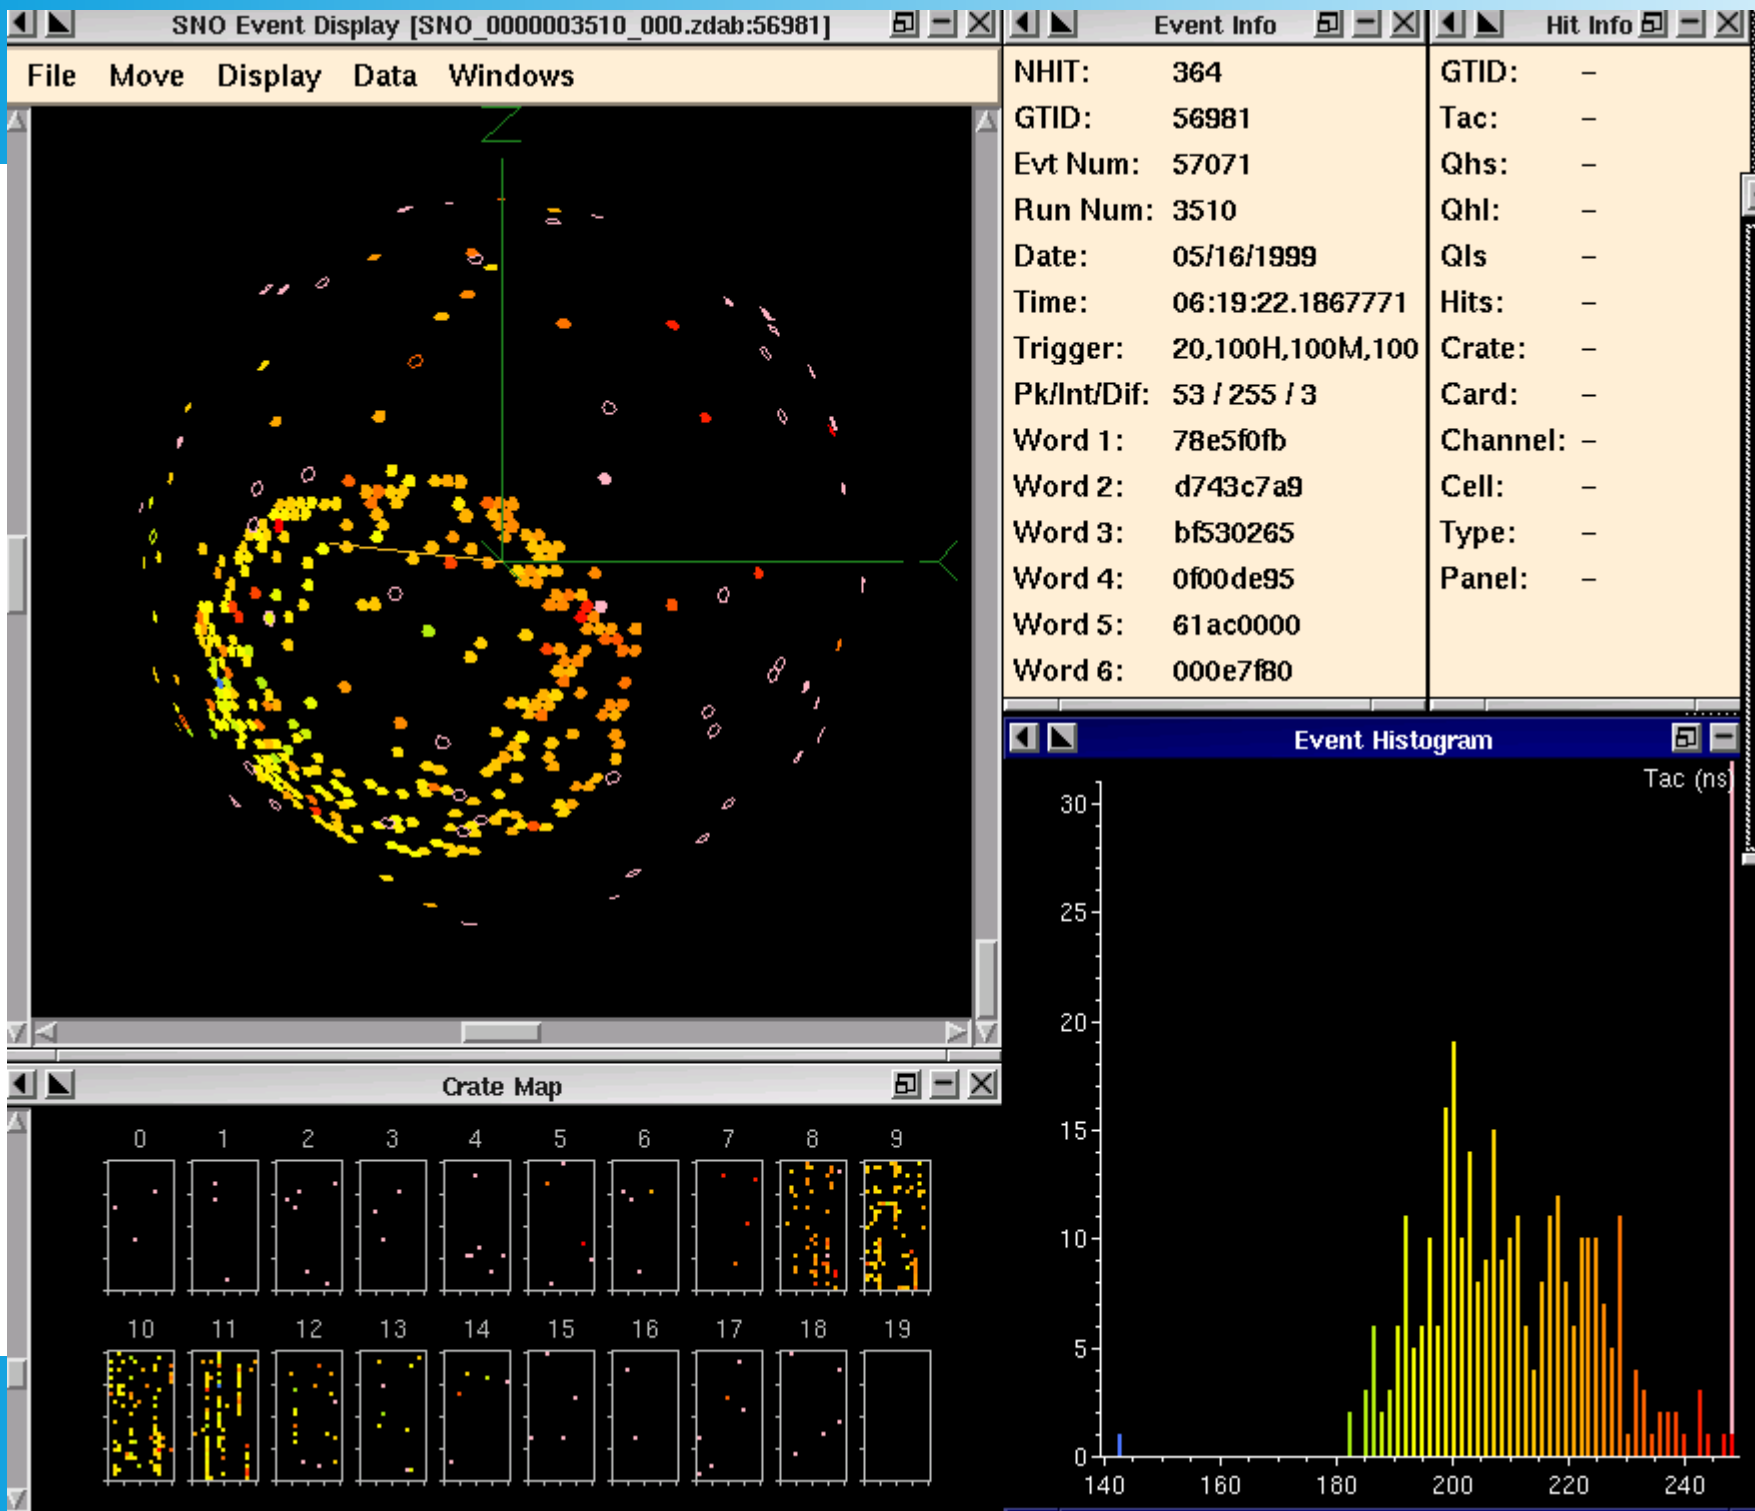 SNO Event Display [SNO_0000003510_000.zdab:56981]
File Move Display Data Windows
Z
Y
Event Info
NHIT: 364
GTID: 56981
Evt Num: 57071
Run Num: 3510
Date: 05/16/1999
Time: 06:19:22.1867771
Trigger: 20,100H,100M,100
Pk/Int/Dif: 53 / 255 / 3
Word 1: 78e5f0fb
Word 2: d743c7a9
Word 3: bf530265
Word 4: 0f00de95
Word 5: 61ac0000
Word 6: 000e7f80
Hit Info
GTID: –
Tac: –
Qhs: –
Qhl: –
Qls –
Hits: –
Crate: –
Card: –
Channel: –
Cell: –
Type: –
Panel: –
Crate Map
0 1 2 3 4 5 6 7 8 9
10 11 12 13 14 15 16 17 18 19
Event Histogram
Tac (ns)
30
25
20
15
10
5
0
140 160 180 200 220 240